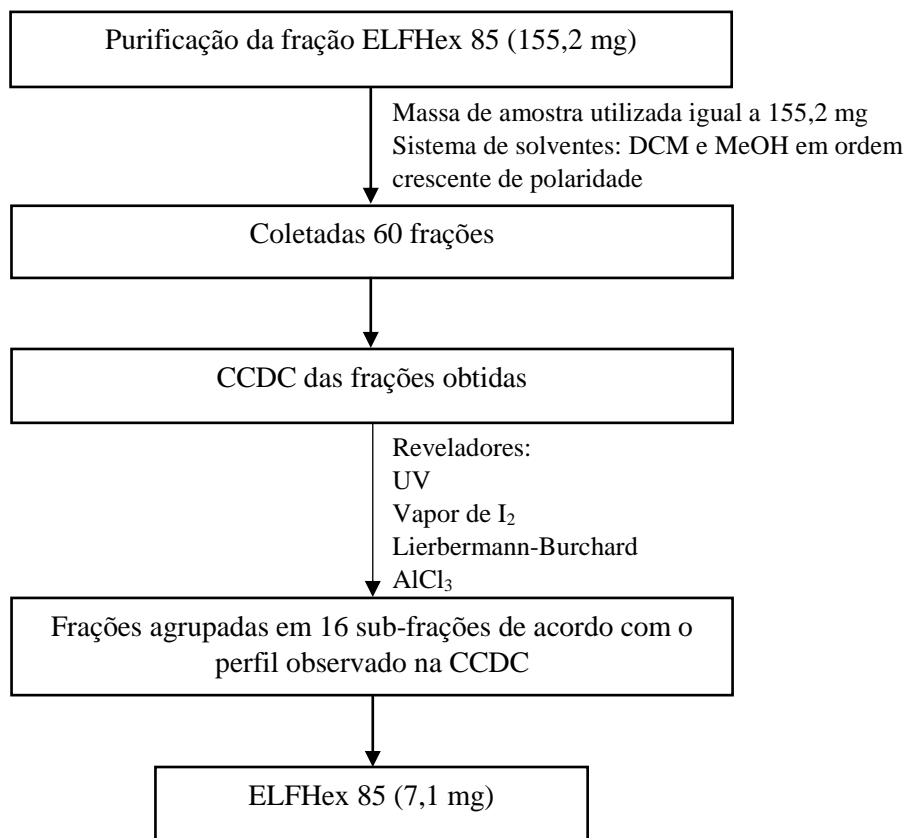 Purificação da fração ELFHex 85 (155,2 mg)
Massa de amostra utilizada igual a 155,2 mg
Sistema de solventes: DCM e MeOH em ordem
crescente de polaridade
Coletadas 60 frações
CCDC das frações obtidas
Reveladores:
UV
Vapor de I₂
Lierbermann-Burchard
AlCl₃
Frações agrupadas em 16 sub-frações de acordo com o
perfil observado na CCDC
ELFHex 85 (7,1 mg)